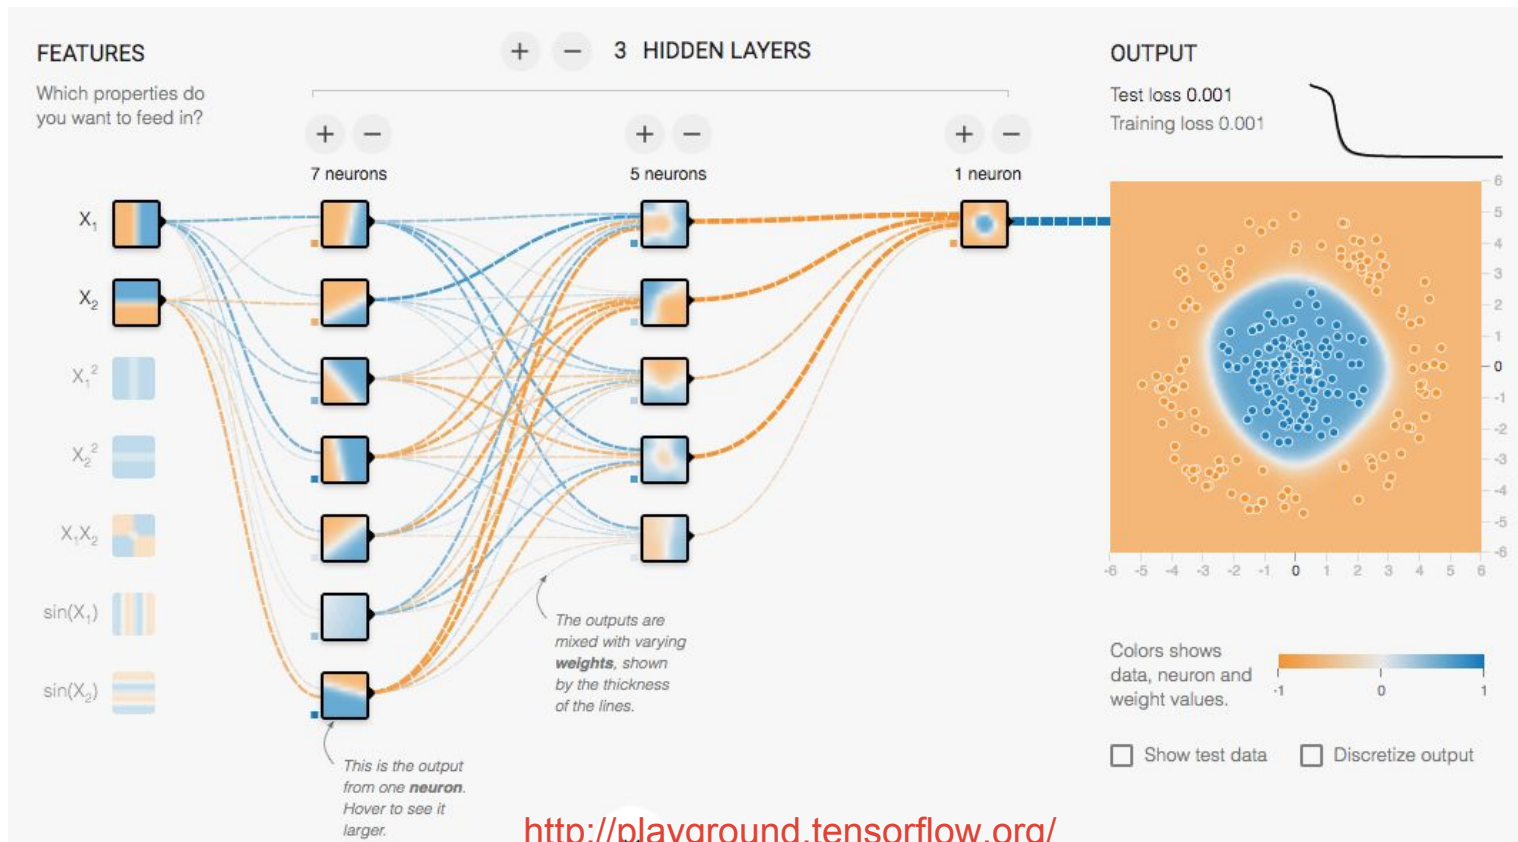 FEATURES
Which properties do
you want to feed in?
+ − 3 HIDDEN LAYERS
+ −
7 neurons
+ −
5 neurons
+ −
1 neuron
X₁
X₂
X₁²
X₂²
X₁X₂
sin(X₁)
sin(X₂)
The outputs are
mixed with varying
weights, shown
by the thickness
of the lines.
This is the output
from one neuron.
Hover to see it
larger.
OUTPUT
Test loss 0.001
Training loss 0.001
6
5
4
3
2
1
0
-1
-2
-3
-4
-5
-6
-6 -5 -4 -3 -2 -1 0 1 2 3 4 5 6
Colors shows
data, neuron and
weight values.
-1 0 1
Show test data
Discretize output
http://playground.tensorflow.org/